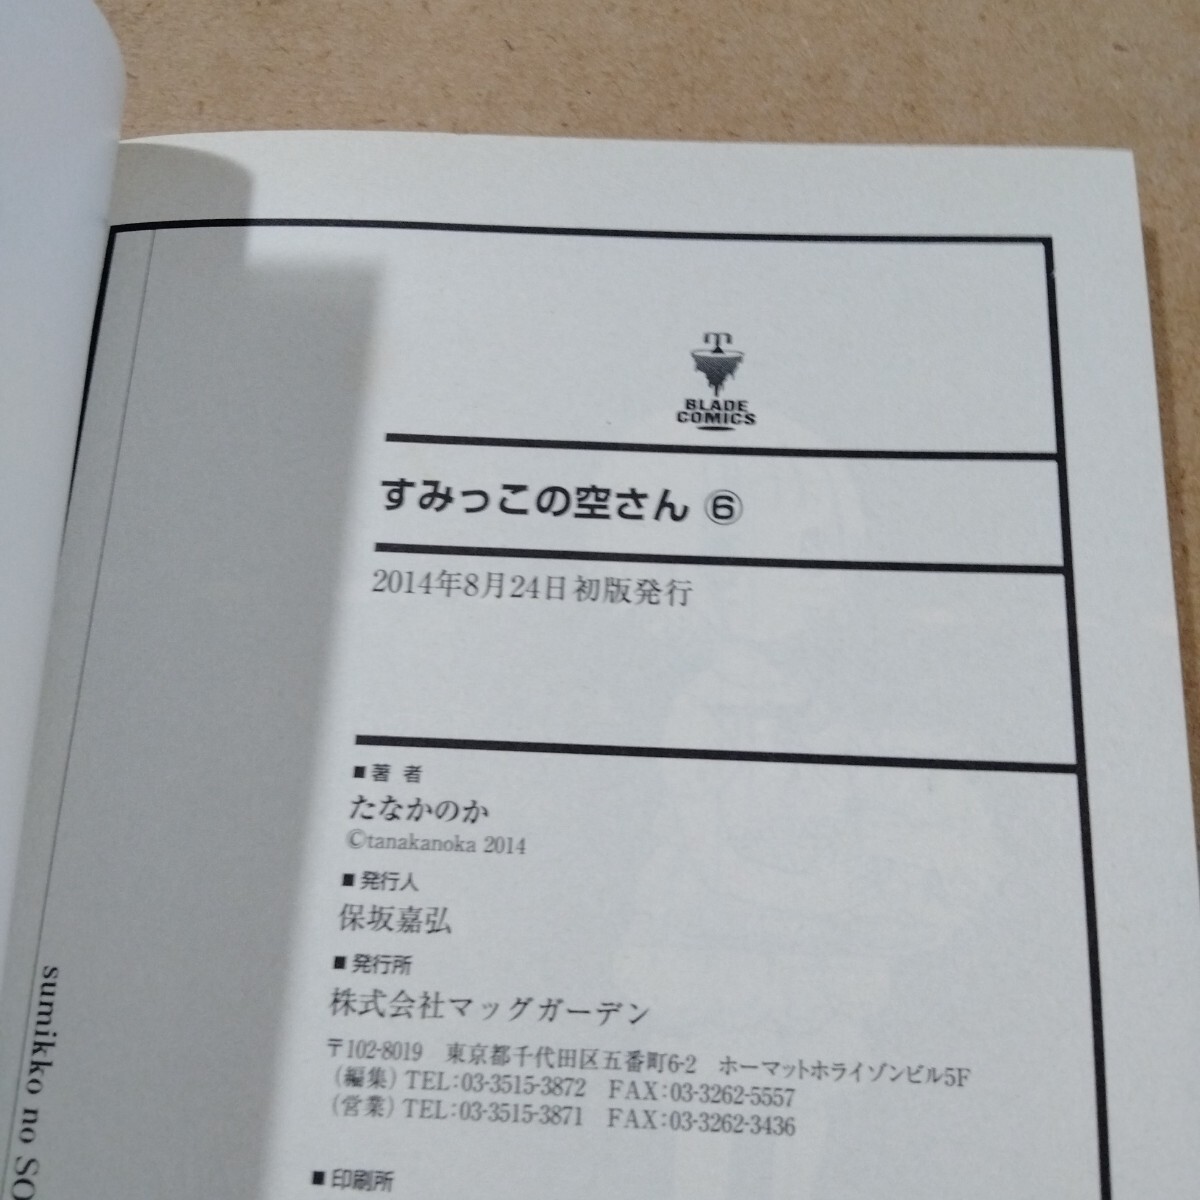 BLADE
COMICS
すみっこの空さん ⑥
2014年8月24日初版発行
■著 者
たなかのか
©tanakanoka 2014
■発行人
保坂嘉弘
■発行所
株式会社マッグガーデン
〒102-8019 東京都千代田区五番町6-2 ホーマットホライゾンビル5F
(編集) TEL:03-3515-3872 FAX:03-3262-5557
(営業) TEL:03-3515-3871 FAX:03-3262-3436
■印刷所
sumikko no SO